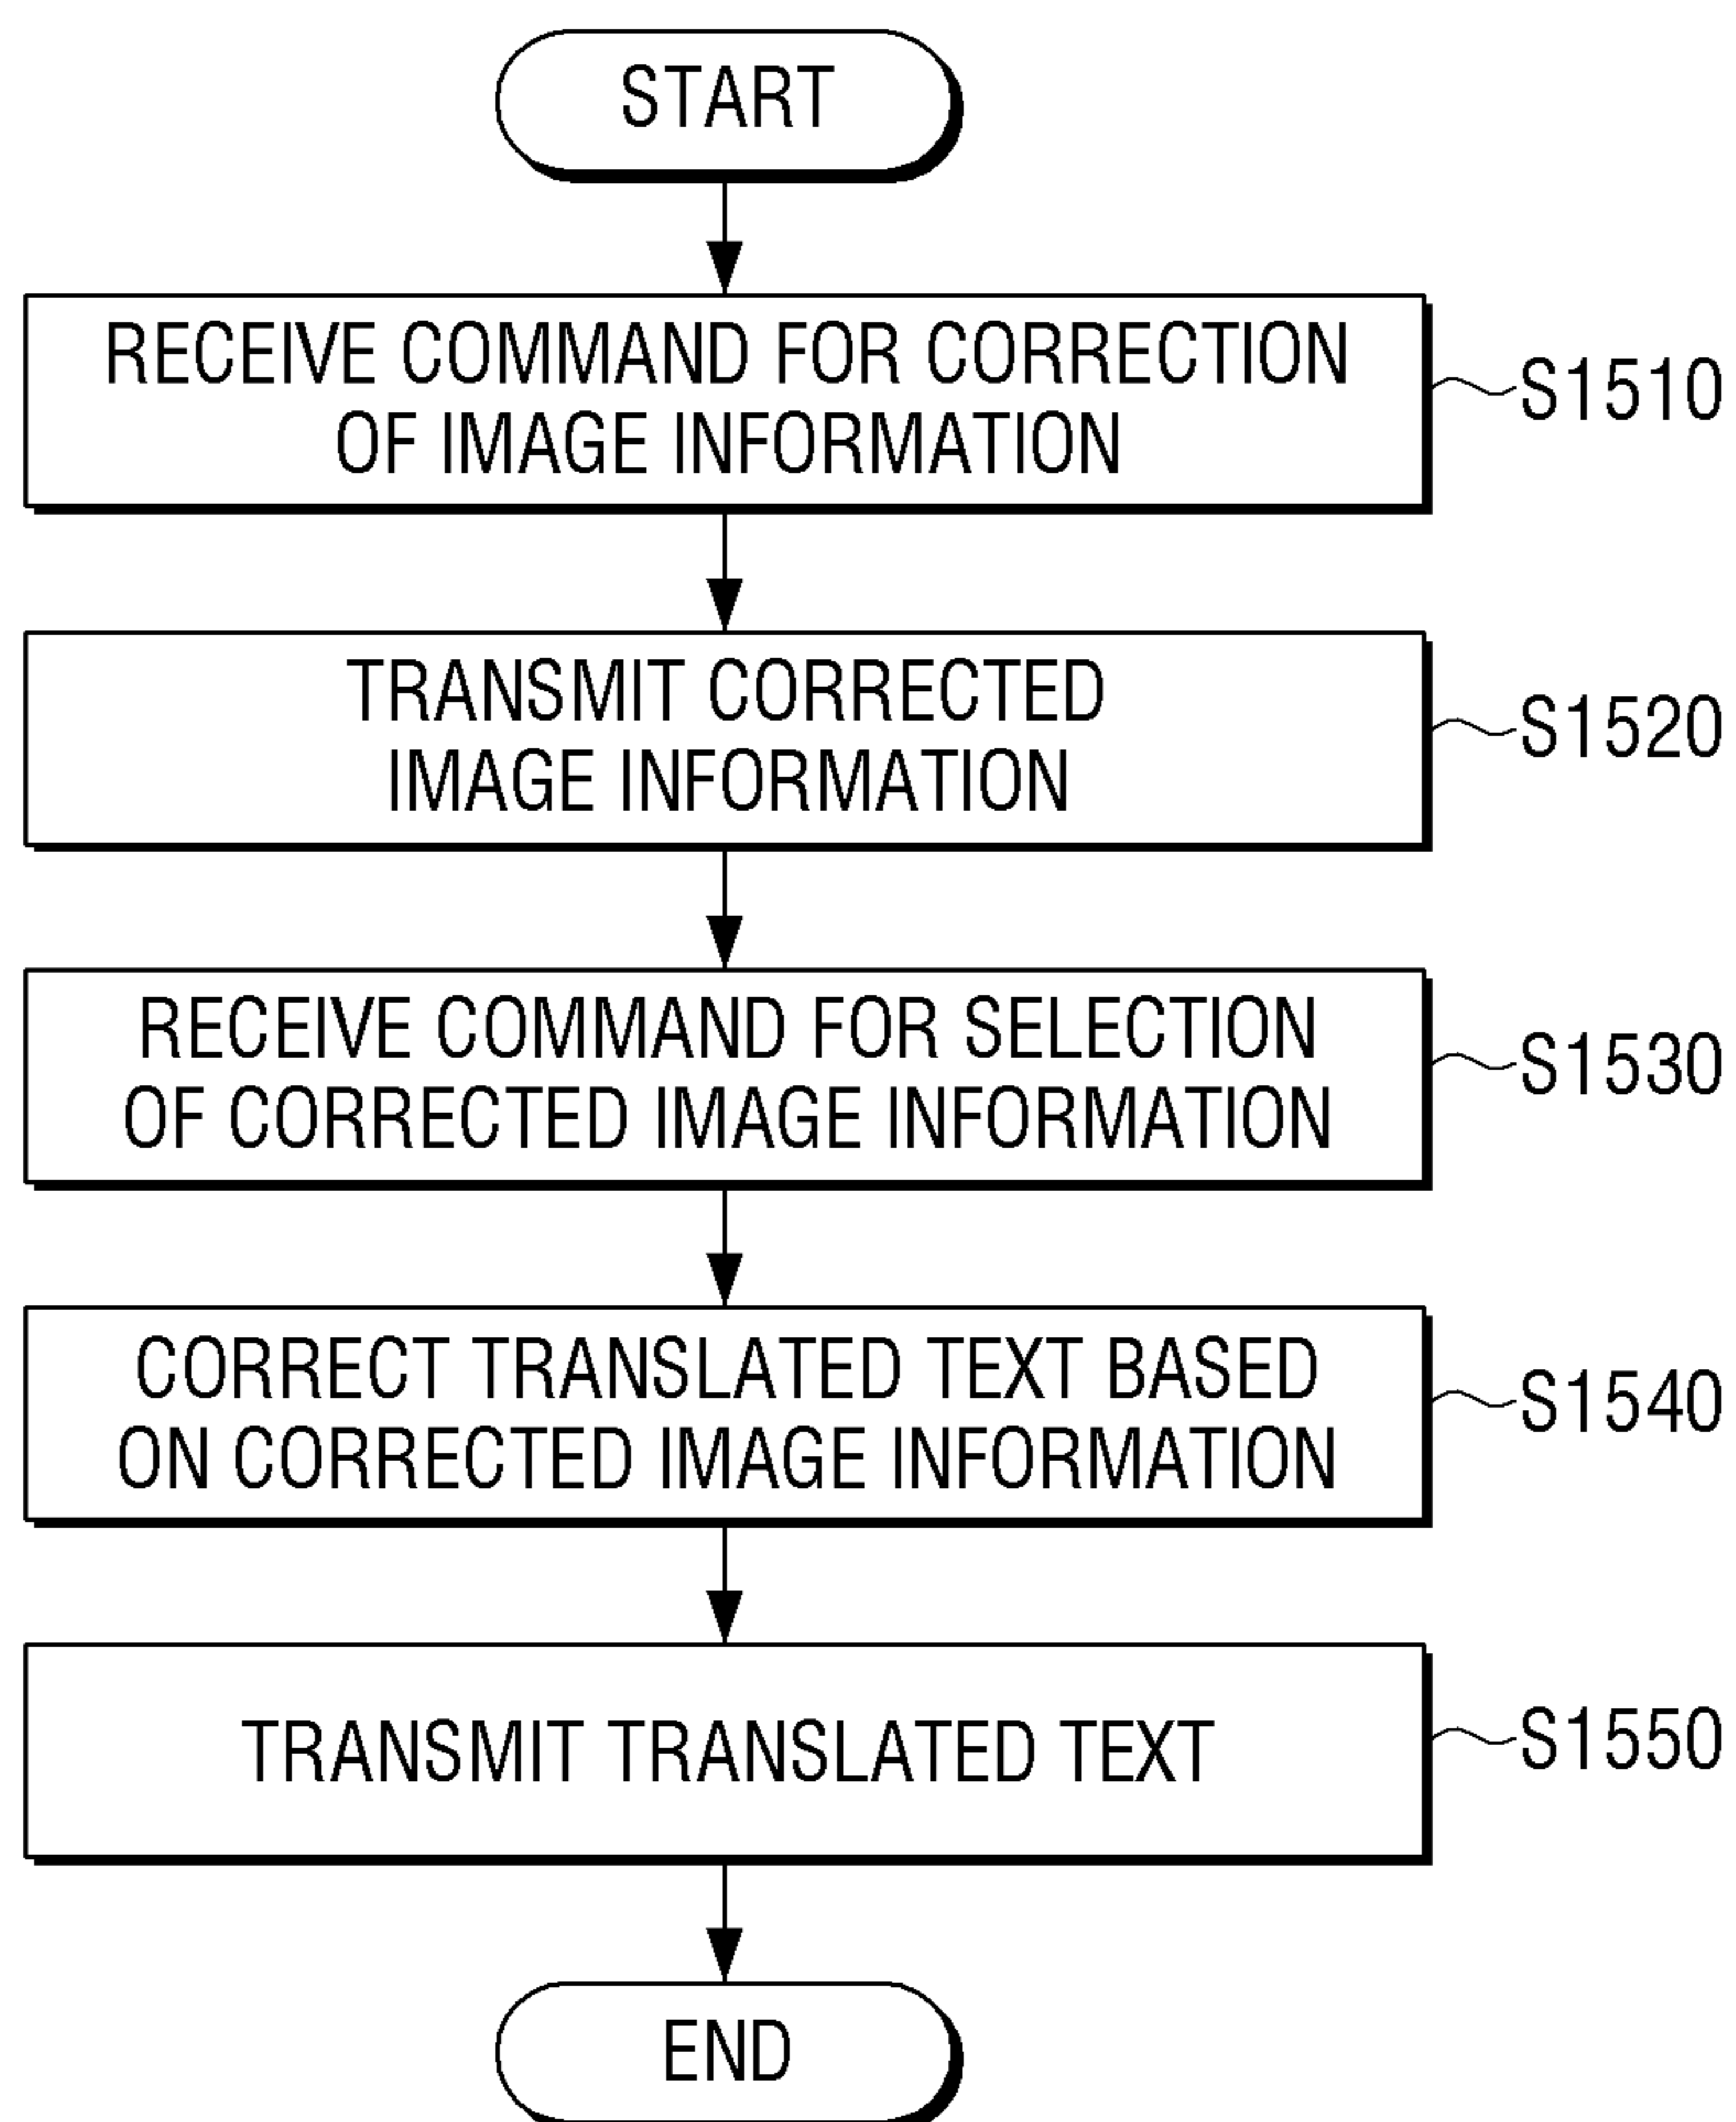 START
RECEIVE COMMAND FOR CORRECTION
OF IMAGE INFORMATION
S1510
TRANSMIT CORRECTED
IMAGE INFORMATION
S1520
RECEIVE COMMAND FOR SELECTION
OF CORRECTED IMAGE INFORMATION
S1530
CORRECT TRANSLATED TEXT BASED
ON CORRECTED IMAGE INFORMATION
S1540
TRANSMIT TRANSLATED TEXT
S1550
END